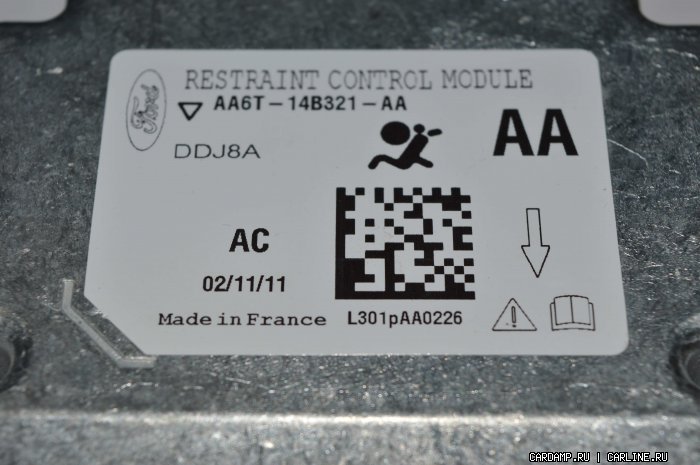 Ford
RESTRAINT CONTROL MODULE
AA6T-14B321-AA
DDJ8A
AA
AC
02/11/11
Made in France
L301pAA0226
CARDAMP.RU | CARLINE.RU